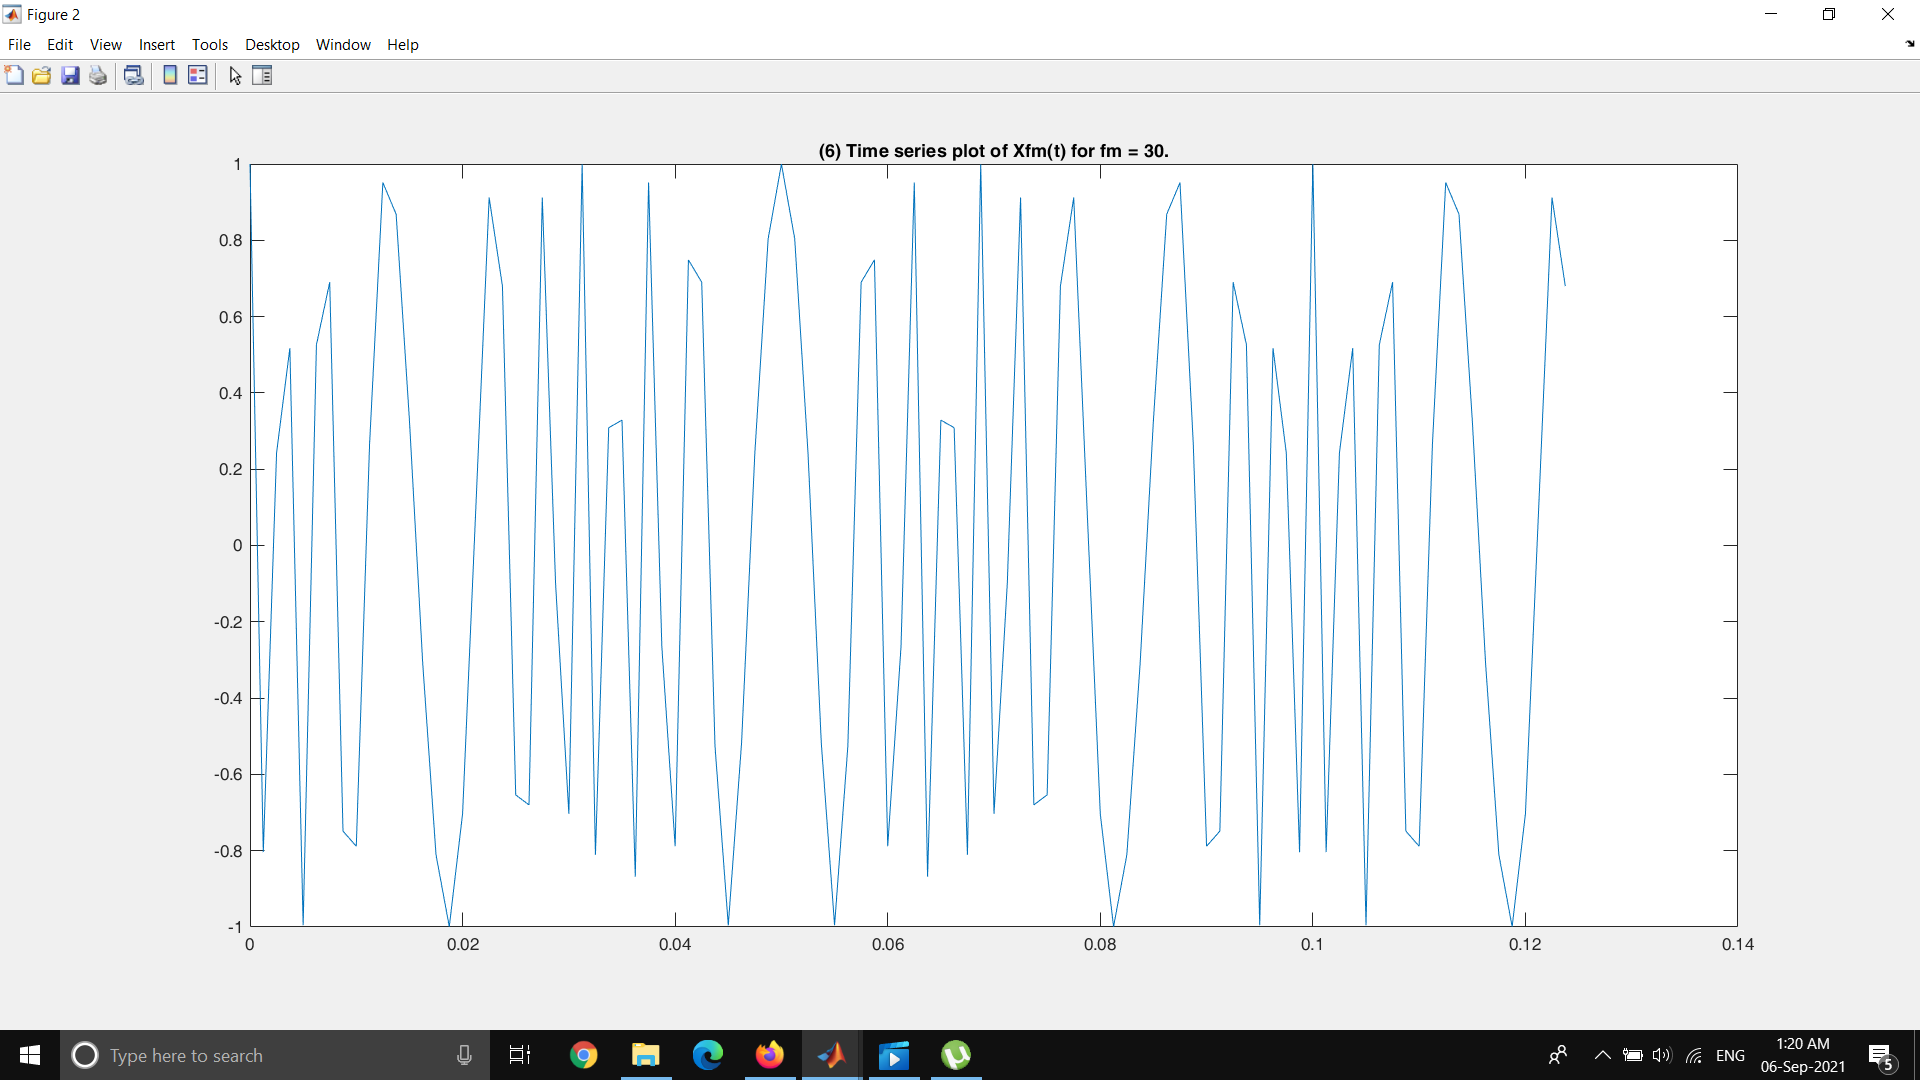 Figure 2
File Edit View Insert Tools Desktop Window Help
(6) Time series plot of Xfm(t) for fm = 30.
1
0.8
0.6
0.4
0.2
0
-0.2
-0.4
-0.6
-0.8
-1
0 0.02 0.04 0.06 0.08 0.1 0.12 0.14
Type here to search
ENG
1:20 AM
06-Sep-2021
5